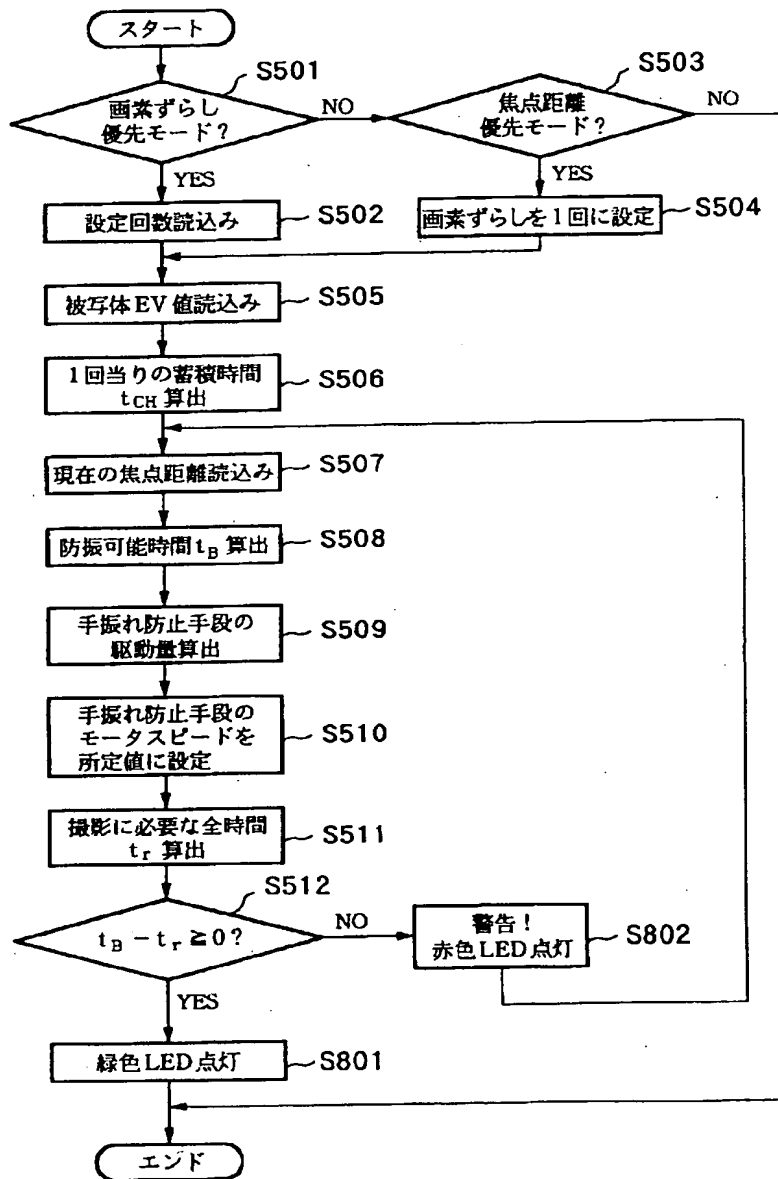 スタート
S501
画素ずらし
優先モード?
NO
YES
S503
焦点距離
優先モード?
NO
YES
設定回数読込み
S502
画素ずらしを1回に設定
S504
被写体EV値読込み
S505
1回当りの蓄積時間
tCH 算出
S506
現在の焦点距離読込み
S507
防振可能時間tB 算出
S508
手振れ防止手段の
駆動量算出
S509
手振れ防止手段の
モータスピードを
所定値に設定
S510
撮影に必要な全時間
tr 算出
S511
S512
tB－tr≧0?
NO
YES
警告!
赤色LED点灯
S802
緑色LED点灯
S801
エンド